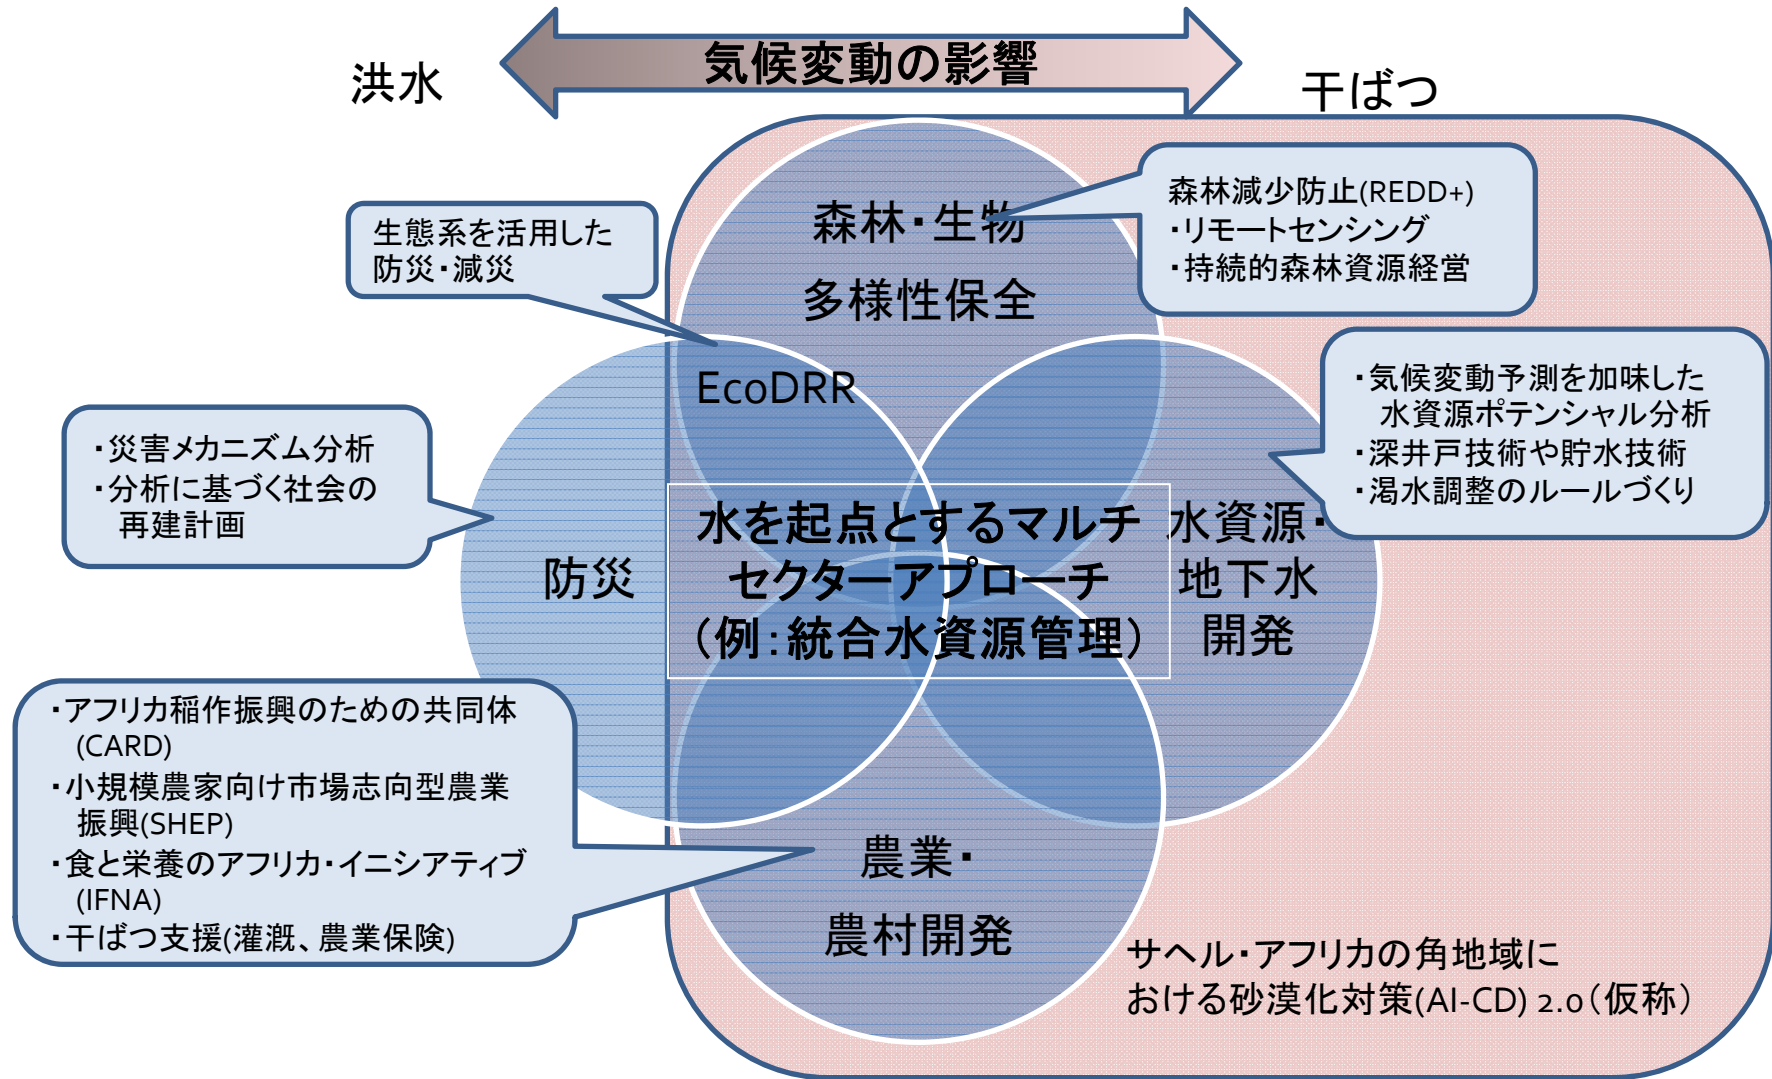 気候変動の影響
洪水
干ばつ
森林減少防止(REDD+)
・リモートセンシング
・持続的森林資源経営
生態系を活用した
防災・減災
森林・生物
多様性保全
・気候変動予測を加味した
水資源ポテンシャル分析
・深井戸技術や貯水技術
・渇水調整のルールづくり
EcoDRR
・災害メカニズム分析
・分析に基づく社会の
再建計画
防災
水を起点とするマルチ
セクターアプローチ
(例:統合水資源管理)
水資源・
地下水
開発
・アフリカ稲作振興のための共同体
(CARD)
・小規模農家向け市場志向型農業
振興(SHEP)
・食と栄養のアフリカ・イニシアティブ
(IFNA)
・干ばつ支援(灌漑、農業保険)
農業・
農村開発
サヘル・アフリカの角地域に
おける砂漠化対策(AI-CD) 2.0(仮称)